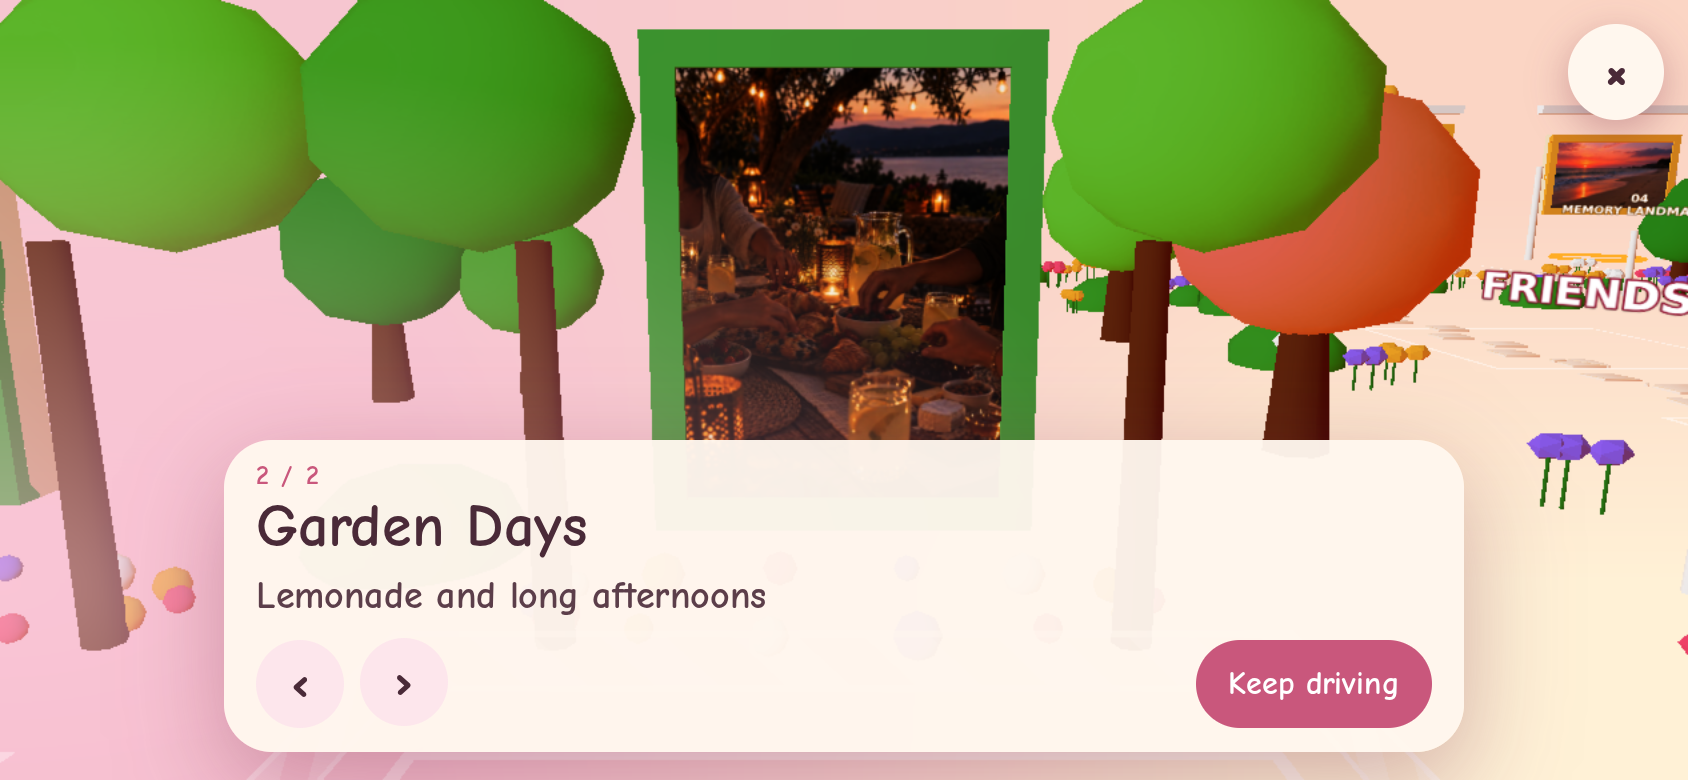 04
MEMORY LANDMA
FRIENDS
2 / 2
Garden Days
Lemonade and long afternoons
Keep driving